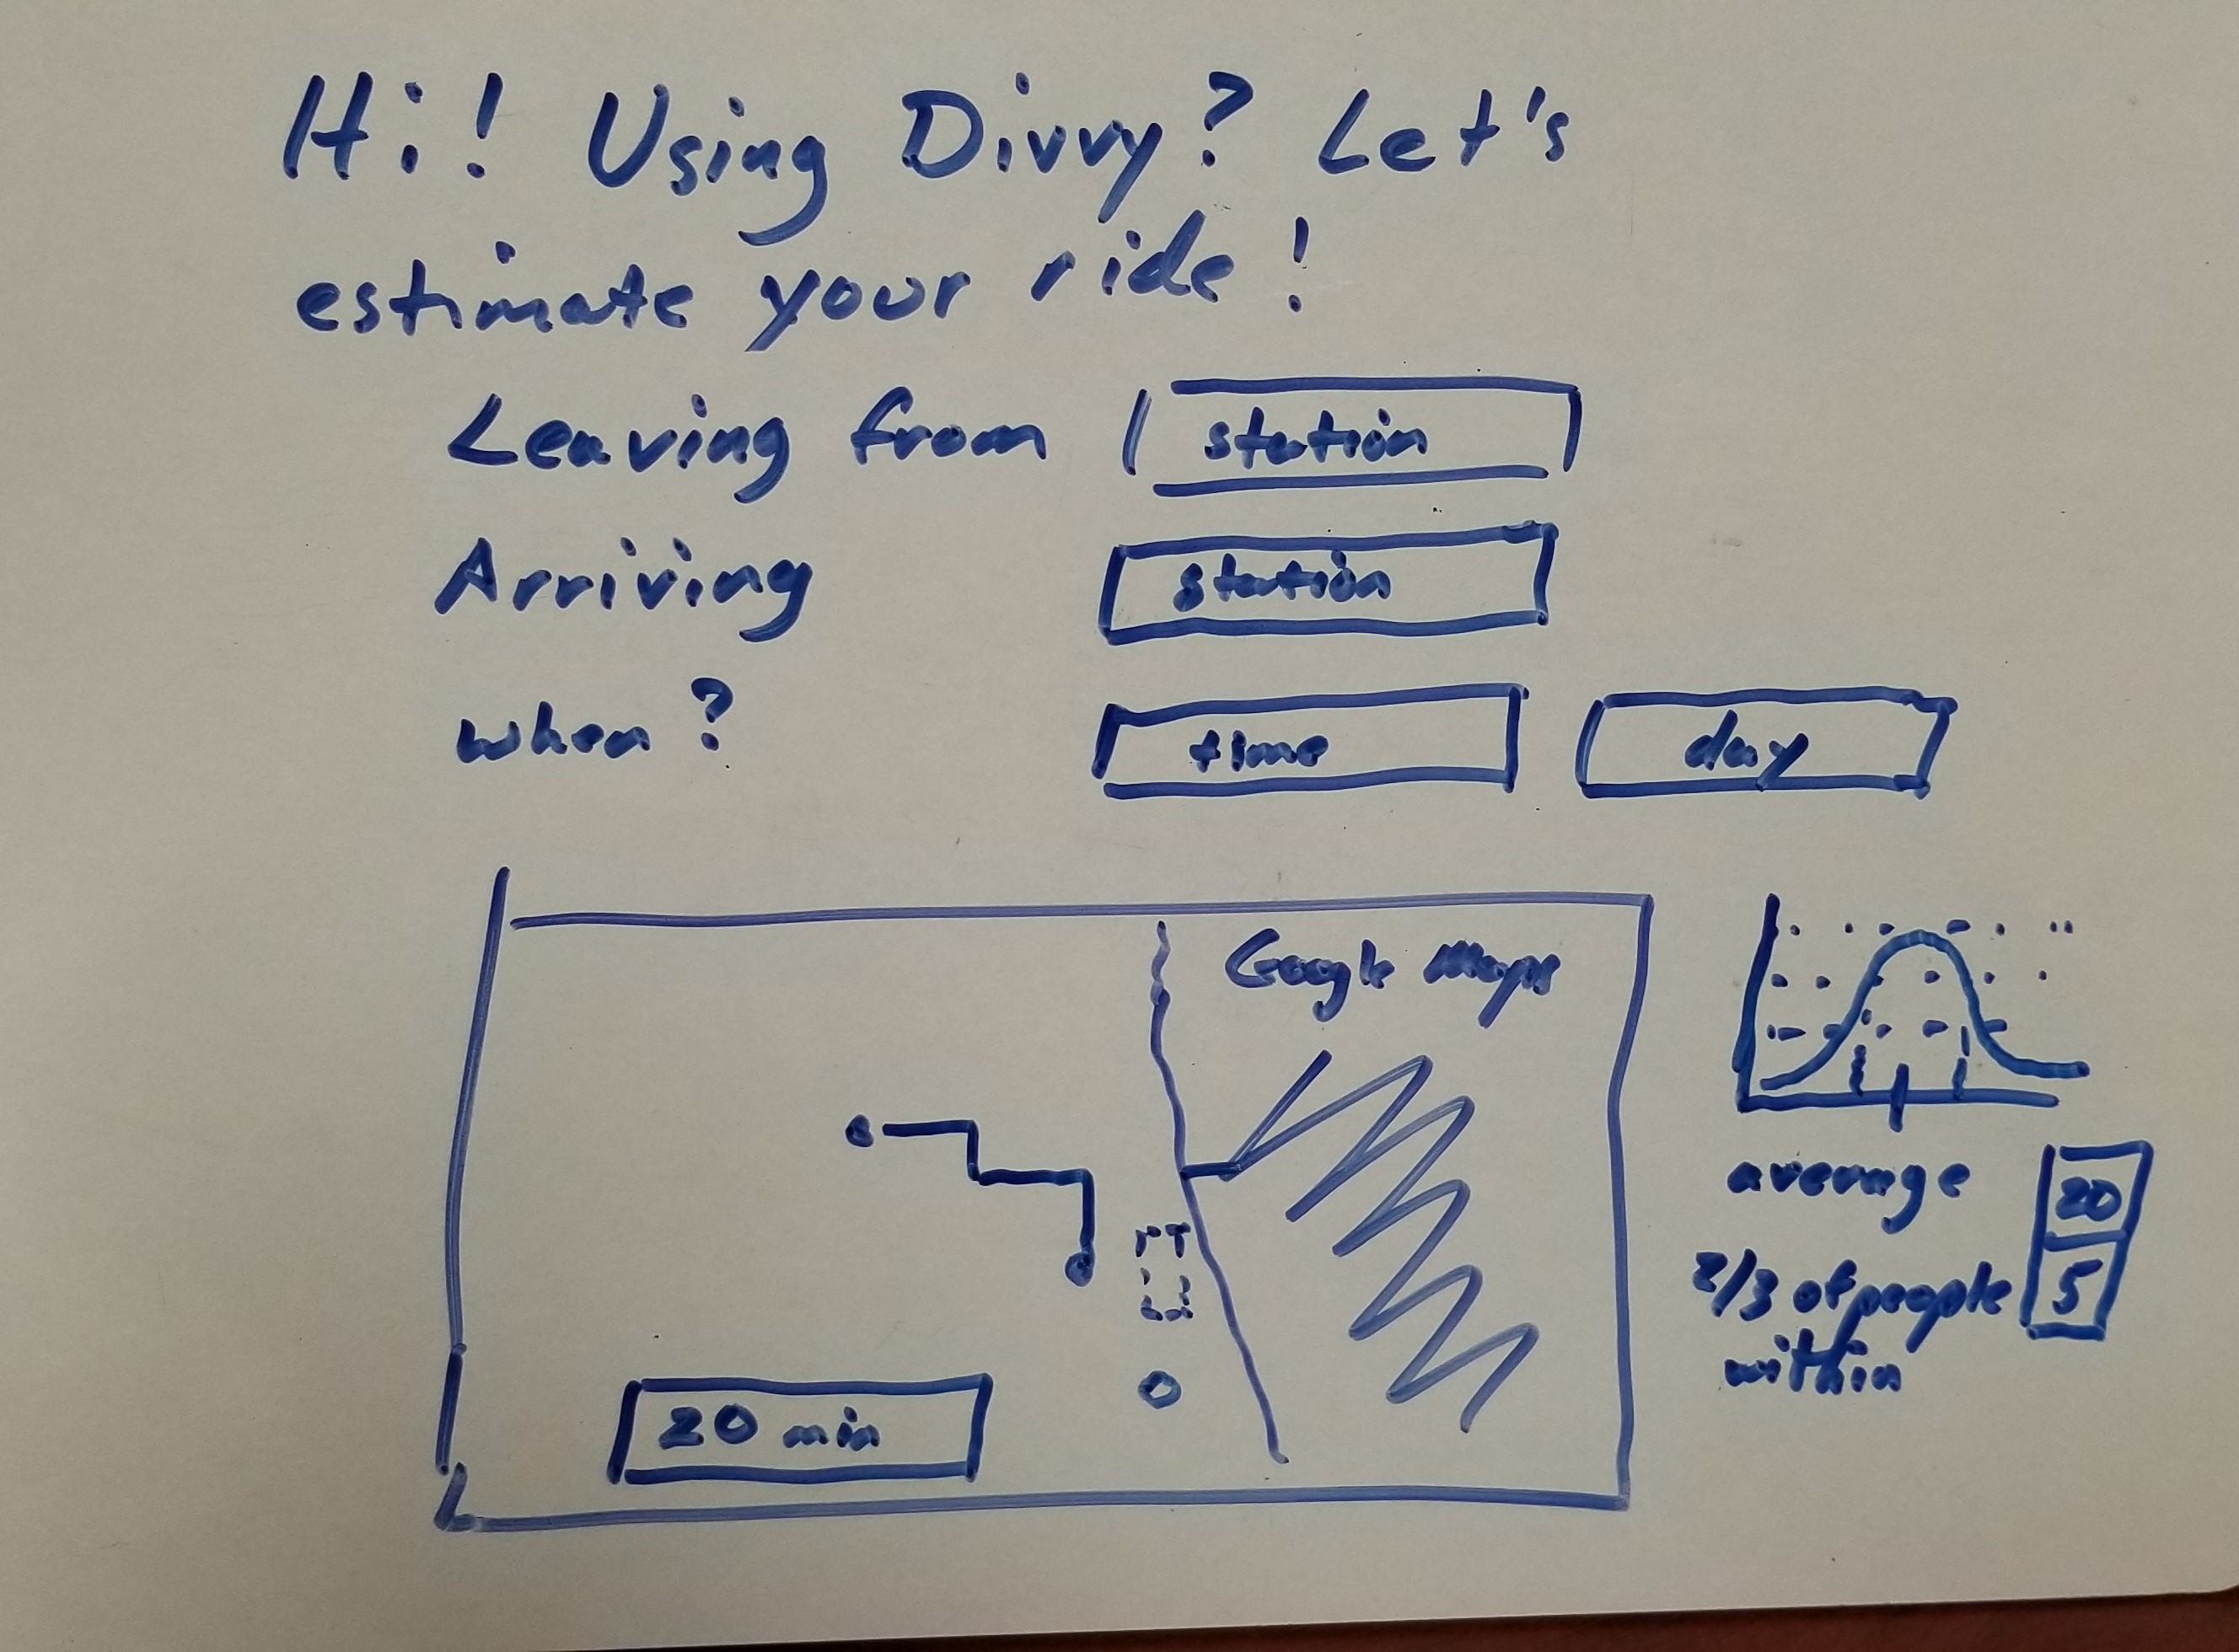 Hi! Using Divvy? Let's
estimate your ride!
Leaving from station
Arriving station
when? time day
Google Maps
20 min
average 20
2/3 of people 5
within